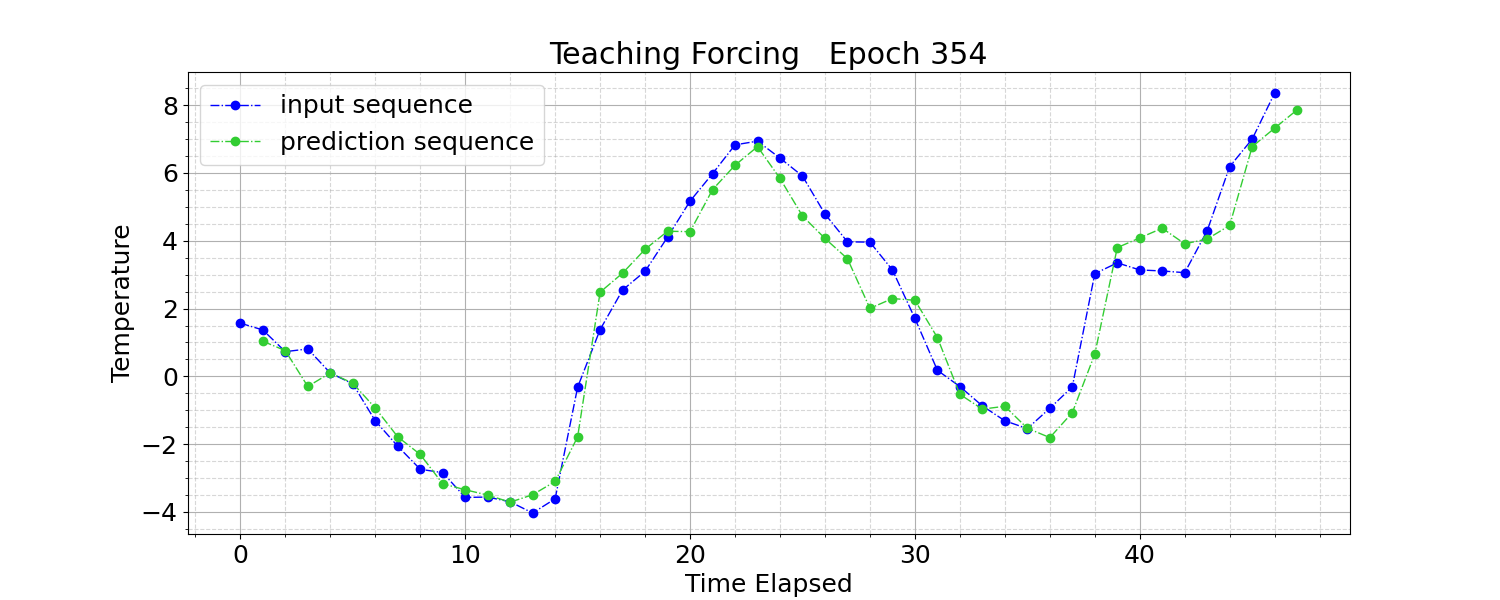 Teaching Forcing   Epoch 354
input sequence
prediction sequence
Temperature
8
6
4
2
0
−2
−4
0 10 20 30 40
Time Elapsed